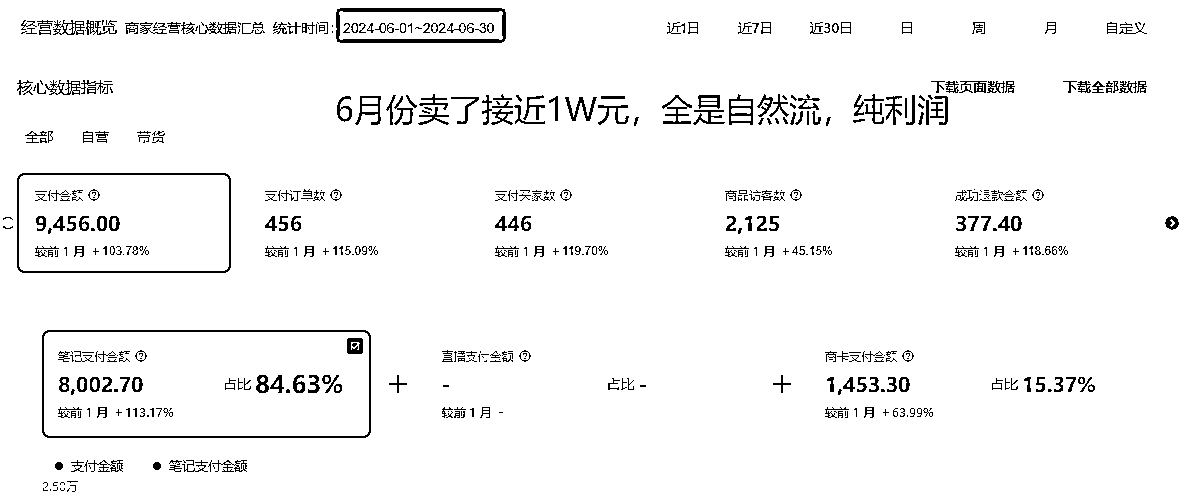 经营数据概览 商家经营核心数据汇总 统计时间: 2024-06-01~2024-06-30 近1日 近7日 近30日 日 周 月 自定义
核心数据指标 下载页面数据 下载全部数据
6月份卖了接近1W元，全是自然流，纯利润
全部 自营 带货
支付金额 支付订单数 支付买家数 商品访客数 成功退款金额
9,456.00 456 446 2,125 377.40
较前 1 月 +103.78% 较前 1 月 +115.09% 较前 1 月 +119.70% 较前 1 月 +45.15% 较前 1 月 +118.66%
笔记支付金额 直播支付金额 商卡支付金额
8,002.70 占比 84.63% + - 占比 - + 1,453.30 占比 15.37%
较前 1 月 +113.17% 较前 1 月 - 较前 1 月 +63.99%
支付金额 笔记支付金额
2.50万